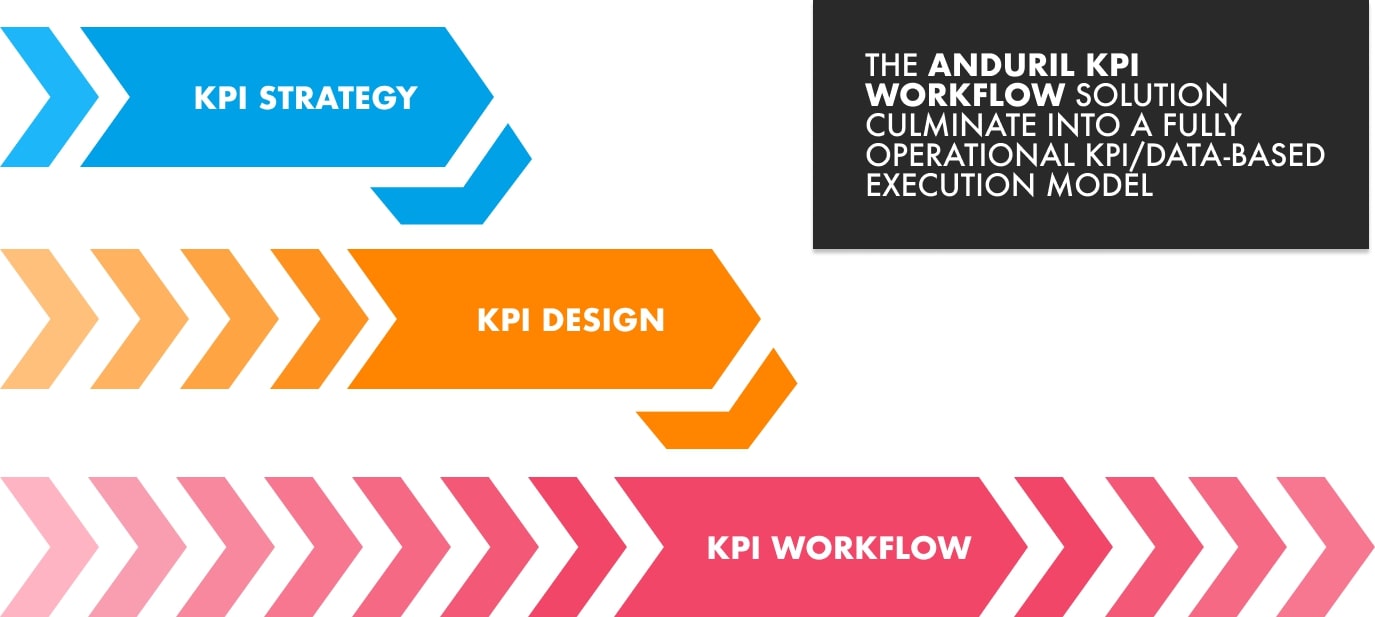 KPI STRATEGY
THE ANDURIL KPI
WORKFLOW SOLUTION
CULMINATE INTO A FULLY
OPERATIONAL KPI/DATA-BASED
EXECUTION MODEL
KPI DESIGN
KPI WORKFLOW